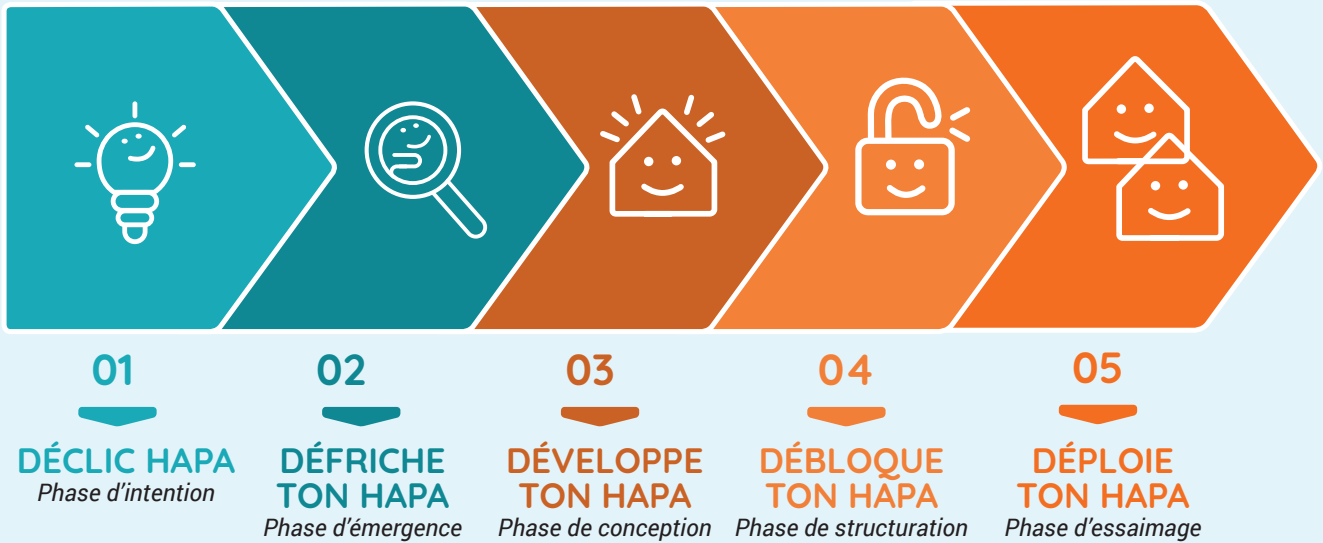 01
DÉCLIC HAPA
Phase d'intention
02
DÉFRICHE
TON HAPA
Phase d'émergence
03
DÉVELOPPE
TON HAPA
Phase de conception
04
DÉBLOQUE
TON HAPA
Phase de structuration
05
DÉPLOIE
TON HAPA
Phase d'essaimage